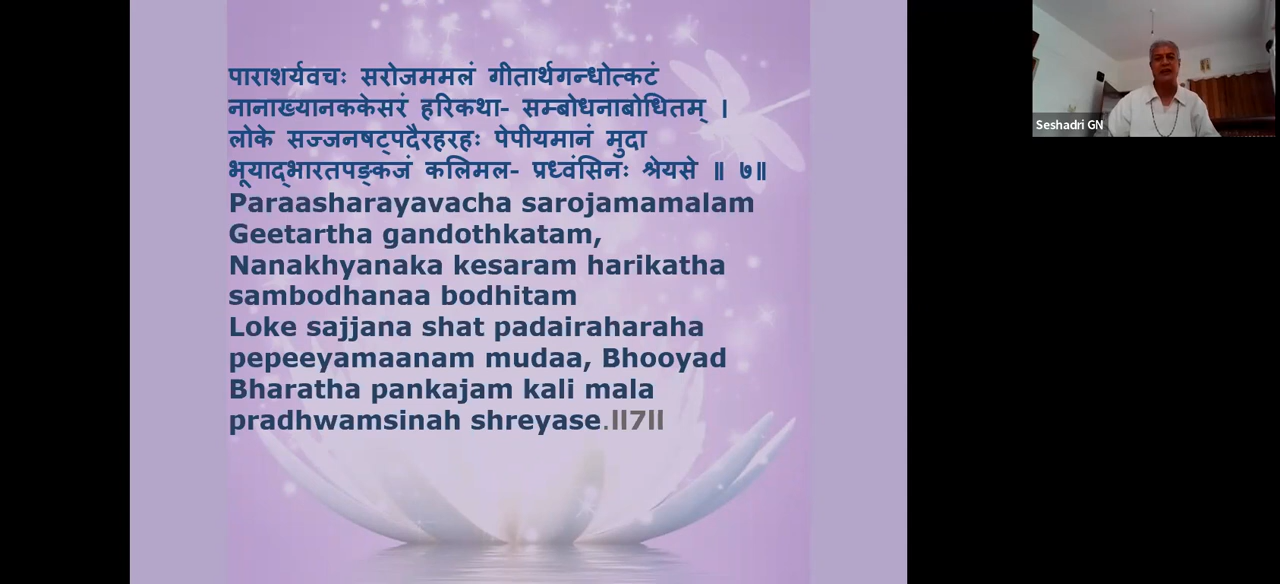 पाराशर्यवचः सरोजममलं गीतार्थगन्धोत्कटं
नानाख्यानककेसरं हरिकथा- सम्बोधनाबोधितम् ।
लोके सज्जनषट्पदैरहरहः पेपीयमानं मुदा
भूयाद्भारतपङ्कजं कलिमल- प्रध्वंसिनः श्रेयसे ॥ ७॥
Paraasharayavacha sarojamamalam
Geetartha gandothkatam,
Nanakhyanaka kesaram harikatha
sambodhanaa bodhitam
Loke sajjana shat padairaharaha
pepeeyamaanam mudaa, Bhooyad
Bharatha pankajam kali mala
pradhwamsinah shreyase.ll7ll
Seshadri GN